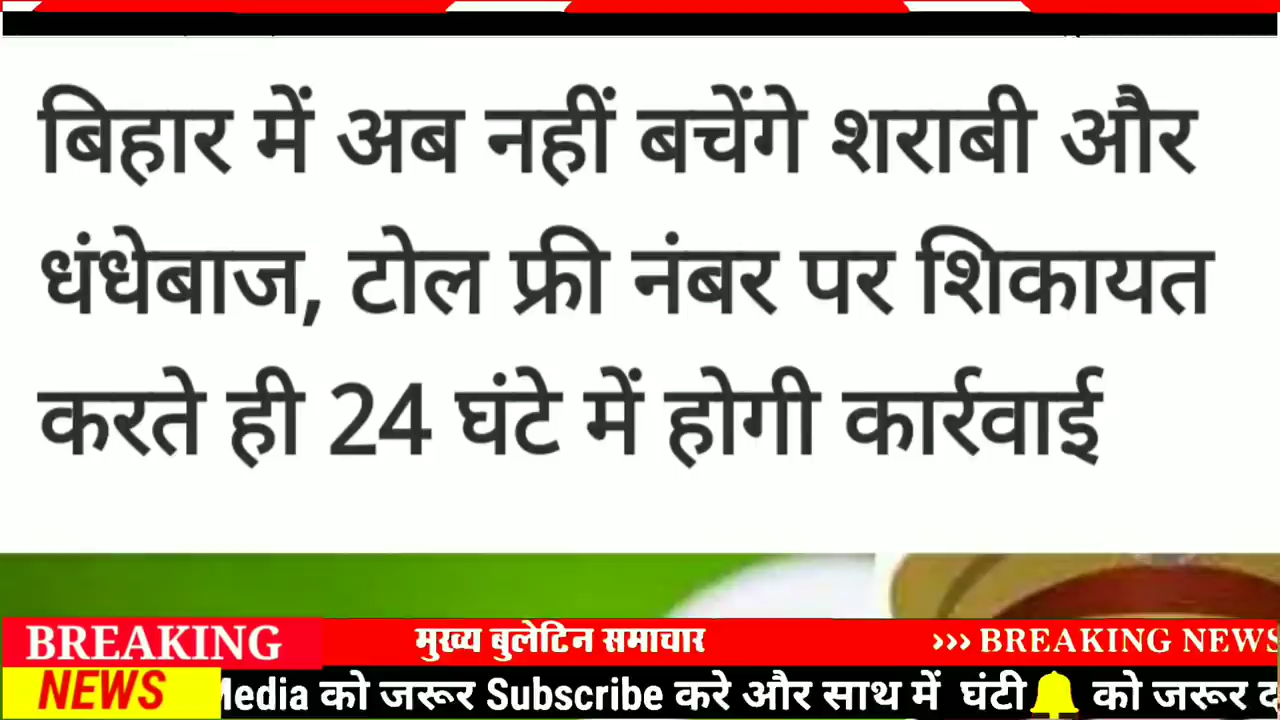 बिहार में अब नहीं बचेंगे शराबी और
धंधेबाज, टोल फ्री नंबर पर शिकायत
करते ही 24 घंटे में होगी कार्रवाई
BREAKING मुख्य बुलेटिन समाचार ››› BREAKING NEWS
NEWS Media को जरूर Subscribe करे और साथ में घंटी🔔 को जरूर